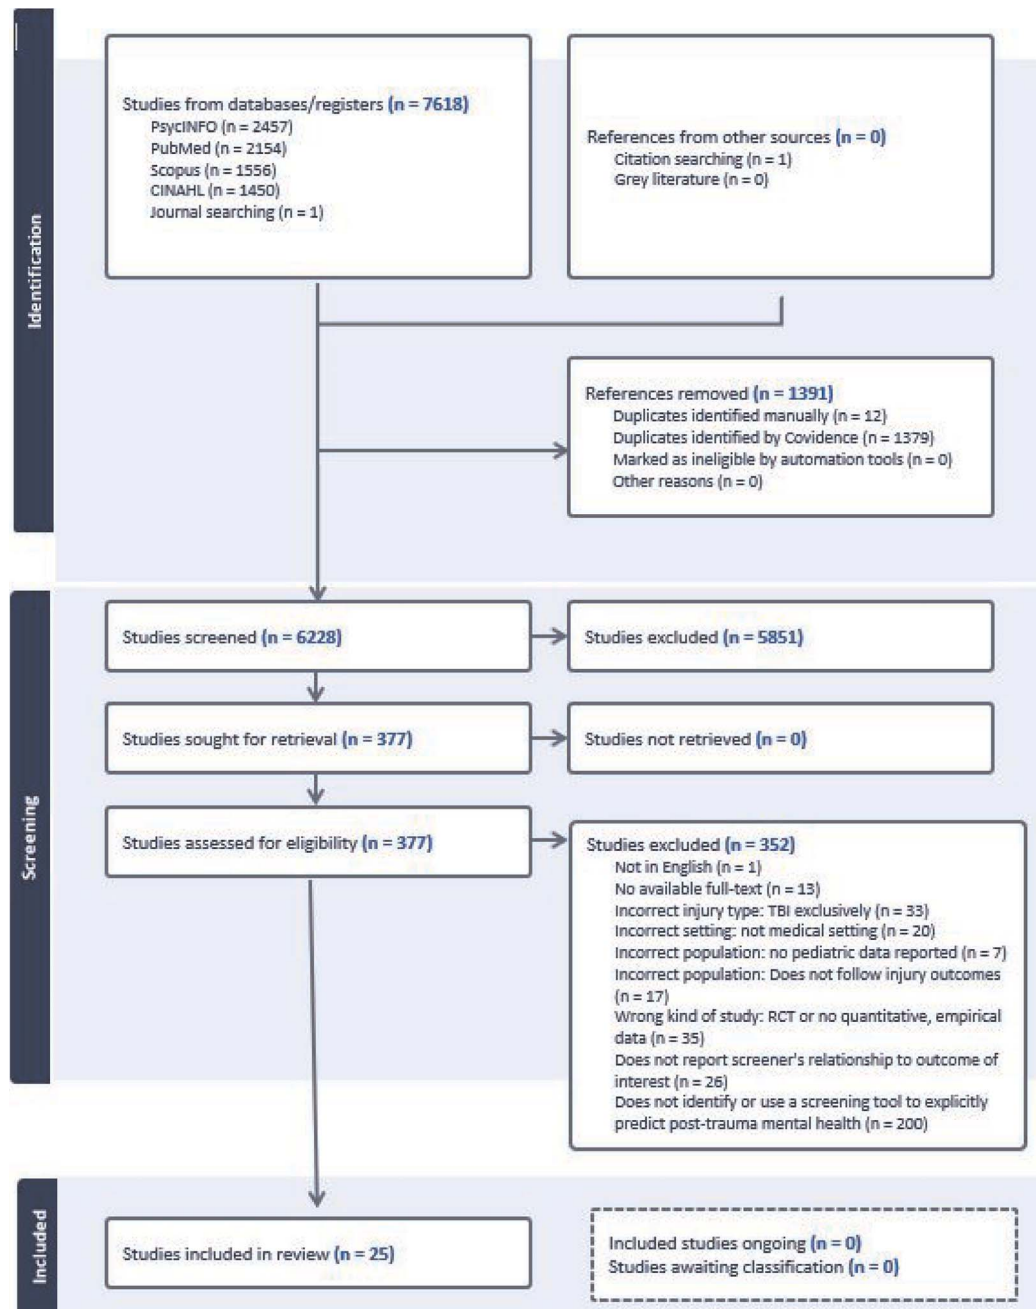 Identification
Studies from databases/registers (n = 7618)
PsycINFO (n = 2457)
PubMed (n = 2154)
Scopus (n = 1556)
CINAHL (n = 1450)
Journal searching (n = 1)
References from other sources (n = 0)
Citation searching (n = 1)
Grey literature (n = 0)
References removed (n = 1391)
Duplicates identified manually (n = 12)
Duplicates identified by Covidence (n = 1379)
Marked as ineligible by automation tools (n = 0)
Other reasons (n = 0)
Screening
Studies screened (n = 6228)
Studies excluded (n = 5851)
Studies sought for retrieval (n = 377)
Studies not retrieved (n = 0)
Studies assessed for eligibility (n = 377)
Studies excluded (n = 352)
Not in English (n = 1)
No available full-text (n = 13)
Incorrect injury type: TBI exclusively (n = 33)
Incorrect setting: not medical setting (n = 20)
Incorrect population: no pediatric data reported (n = 7)
Incorrect population: Does not follow injury outcomes
(n = 17)
Wrong kind of study: RCT or no quantitative, empirical
data (n = 35)
Does not report screener's relationship to outcome of
interest (n = 26)
Does not identify or use a screening tool to explicitly
predict post-trauma mental health (n = 200)
Included
Studies included in review (n = 25)
Included studies ongoing (n = 0)
Studies awaiting classification (n = 0)